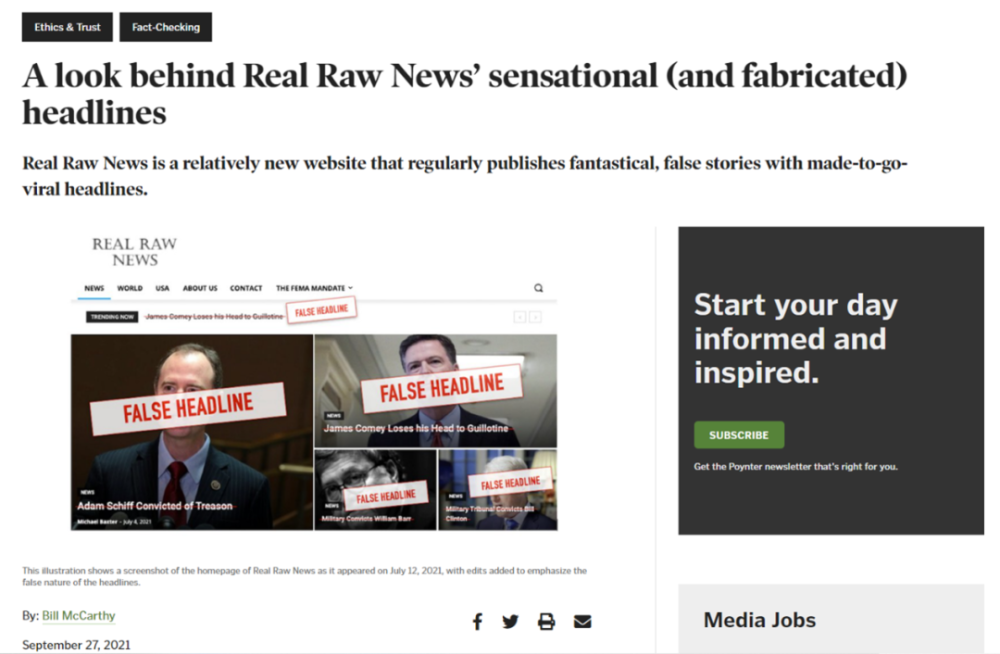 Ethics & Trust
Fact-Checking
A look behind Real Raw News’ sensational (and fabricated)
headlines
Real Raw News is a relatively new website that regularly publishes fantastical, false stories with made-to-go-
viral headlines.
REAL RAW
NEWS
NEWS WORLD USA ABOUT US CONTACT THE FEMA MANDATE
TRENDING NOW James Comey Loses his Head to Guillotine FALSE HEADLINE
FALSE HEADLINE
NEWS
Adam Schiff Convicted of Treason
Michael Baxter - July 4, 2021
FALSE HEADLINE
NEWS
James Comey Loses his Head to Guillotine
FALSE HEADLINE
NEWS
Military Convicts William Barr
FALSE HEADLINE
NEWS
Military Tribunal Convicts Bill
Clinton
This illustration shows a screenshot of the homepage of Real Raw News as it appeared on July 12, 2021, with edits added to emphasize the
false nature of the headlines.
By: Bill McCarthy
September 27, 2021
Start your day
informed and
inspired.
SUBSCRIBE
Get the Poynter newsletter that's right for you.
Media Jobs